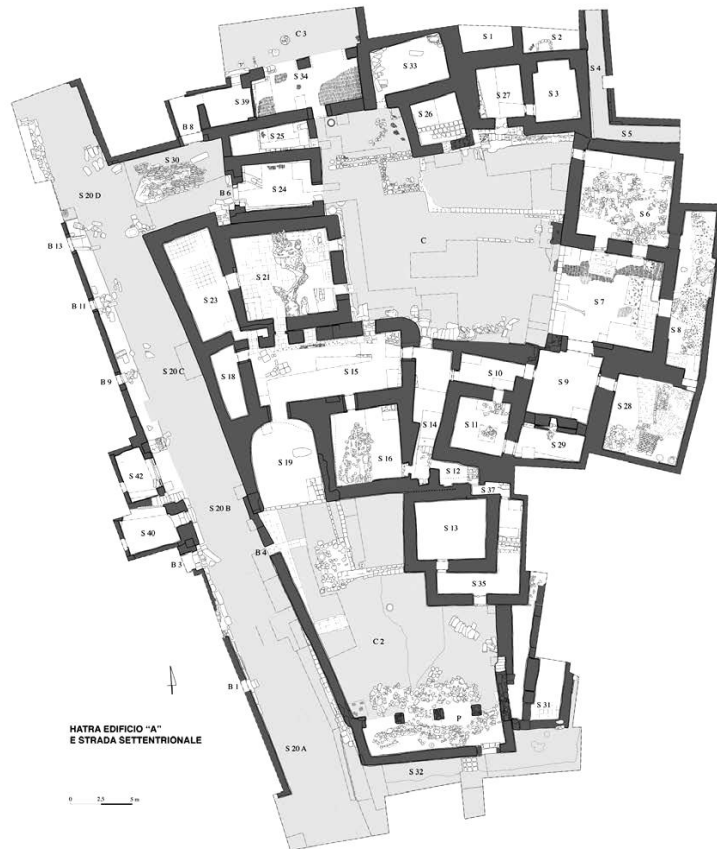 C 3
S 1
S 2
S 33
S 34
S 4
S 27
S 3
S 39
S 26
B 8
S 25
S 5
S 30
S 20 D
B 6
S 24
S 6
C
B 13
S 21
S 23
S 7
B 11
S 8
S 20 C
S 15
S 18
S 10
B 9
S 9
S 28
S 14
S 11
S 29
S 19
S 16
S 42
S 12
S 37
S 20 B
S 40
S 13
B 4
B 3
S 35
C 2
B 1
P
S 31
HATRA EDIFICIO "A"
E STRADA SETTENTRIONALE
S 20 A
S 32
0 2,5 5 m